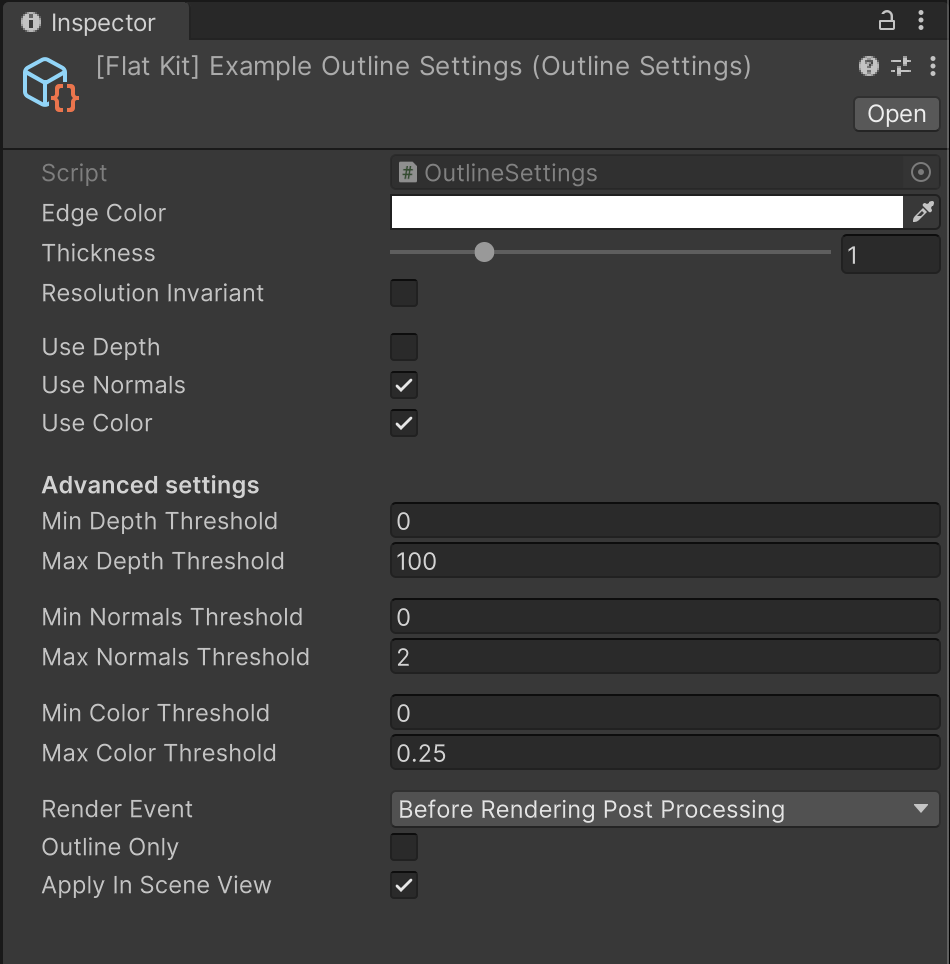 Inspector
[Flat Kit] Example Outline Settings (Outline Settings)
Open
Script # OutlineSettings
Edge Color
Thickness 1
Resolution Invariant
Use Depth
Use Normals
Use Color
Advanced settings
Min Depth Threshold 0
Max Depth Threshold 100
Min Normals Threshold 0
Max Normals Threshold 2
Min Color Threshold 0
Max Color Threshold 0.25
Render Event Before Rendering Post Processing
Outline Only
Apply In Scene View